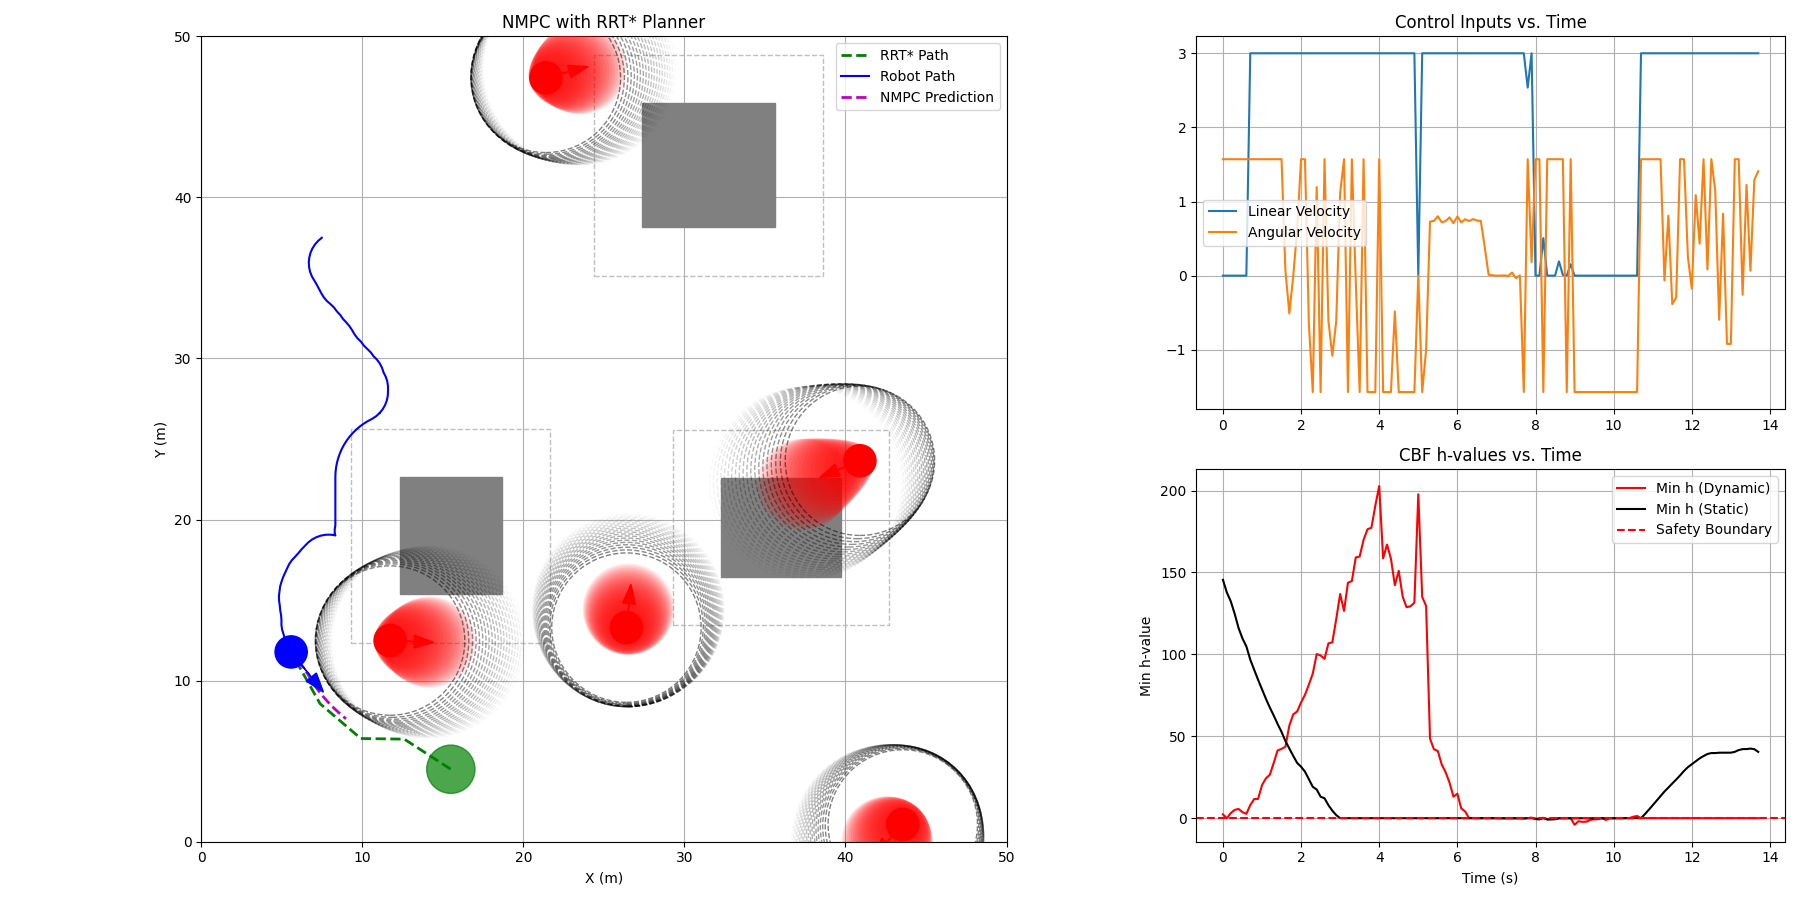 NMPC with RRT* Planner
50
40
30
20
10
0
Y (m)
RRT* Path
Robot Path
NMPC Prediction
0 10 20 30 40 50
X (m)
Control Inputs vs. Time
3
2
1
0
−1
Linear Velocity
Angular Velocity
0 2 4 6 8 10 12 14
CBF h-values vs. Time
200
150
100
50
0
Min h-value
Min h (Dynamic)
Min h (Static)
Safety Boundary
0 2 4 6 8 10 12 14
Time (s)